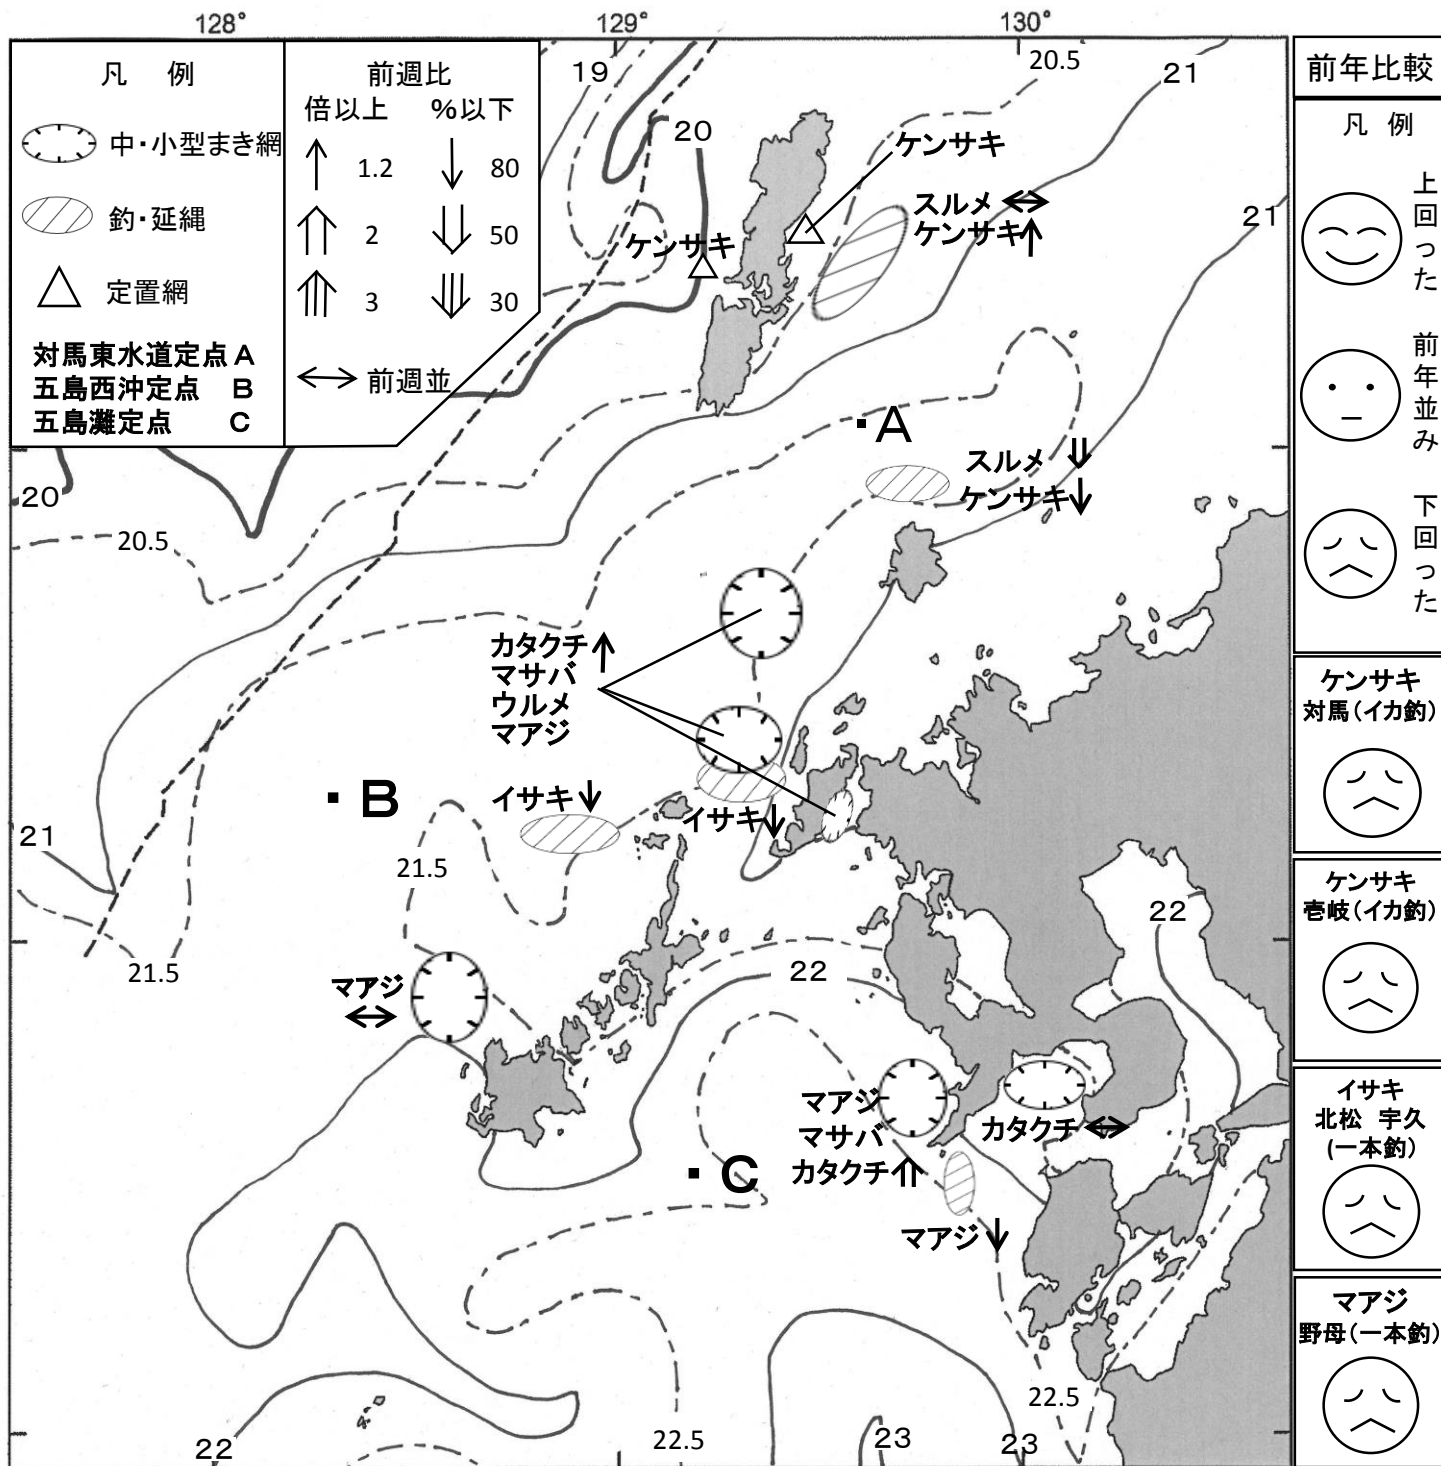 128°
129°
130°
凡 例
中・小型まき網
釣・延縄
定置網
対馬東水道定点 A
五島西沖定点 B
五島灘定点 C
前週比
倍以上 %以下
1.2 80
2 50
3 30
前週並
19
20
20.5
21
21
ケンサキ
スルメ
ケンサキ
ケンサキ
A
スルメ
ケンサキ
20
20.5
カタクチ
マサバ
ウルメ
マアジ
B
イサキ
イサキ
21
21.5
21.5
22
22
マアジ
マアジ
マサバ
カタクチ
カタクチ
C
マアジ
22
22.5
22.5
23
23
前年比較
凡 例
上回った
前年並み
下回った
ケンサキ
対馬(イカ釣)
ケンサキ
壱岐(イカ釣)
イサキ
北松 宇久
(一本釣)
マアジ
野母(一本釣)